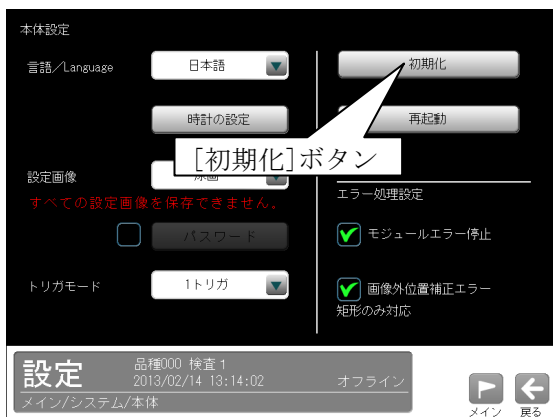 本体設定
言語／Language
日本語
初期化
時計の設定
再起動
[初期化]ボタン
設定画像
すべての設定画像を保存できません。
エラー処理設定
パスワード
モジュールエラー停止
トリガモード
1トリガ
画像外位置補正エラー
矩形のみ対応
設定
品種000 検査 1
2013/02/14 13:14:02
オフライン
メイン/システム/本体
メイン
戻る